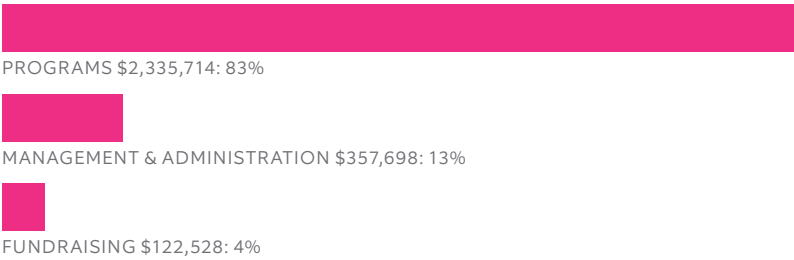 PROGRAMS $2,335,714: 83%
MANAGEMENT & ADMINISTRATION $357,698: 13%
FUNDRAISING $122,528: 4%